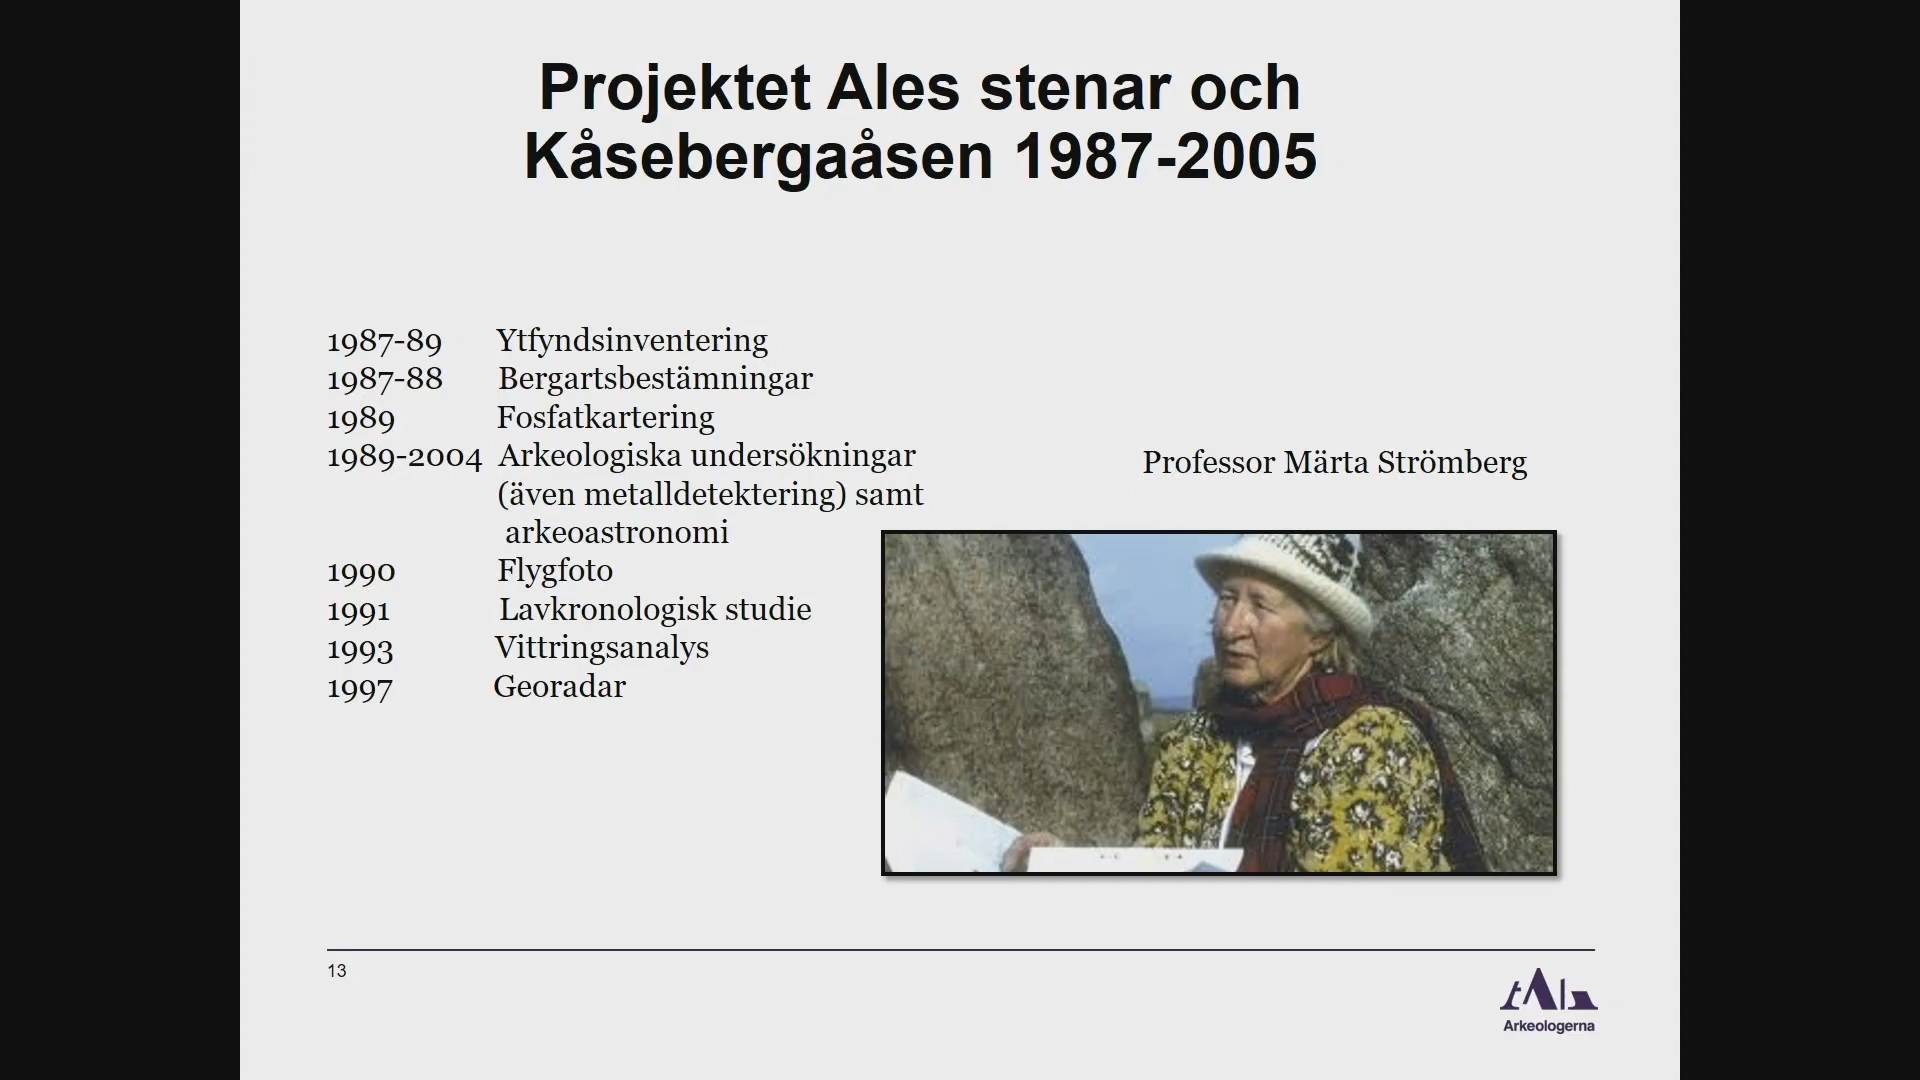 Projektet Ales stenar och
Kåsebergaåsen 1987-2005
1987-89 Ytfyndsinventering
1987-88 Bergartsbestämningar
1989 Fosfatkartering
1989-2004 Arkeologiska undersökningar
(även metalldetektering) samt
arkeoastronomi
1990 Flygfoto
1991 Lavkronologisk studie
1993 Vittringsanalys
1997 Georadar
Professor Märta Strömberg
13
Arkeologerna